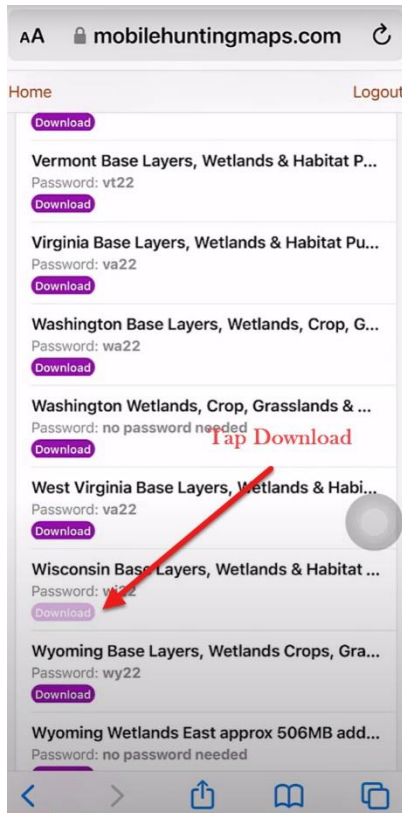 AA mobilehuntingmaps.com
Home Logout
Download
Vermont Base Layers, Wetlands & Habitat P...
Password: vt22
Download
Virginia Base Layers, Wetlands & Habitat Pu...
Password: va22
Download
Washington Base Layers, Wetlands, Crop, G...
Password: wa22
Download
Washington Wetlands, Crop, Grasslands & ...
Password: no password needed
Tap Download
Download
West Virginia Base Layers, Wetlands & Habi...
Password: va22
Download
Wisconsin Base Layers, Wetlands & Habitat ...
Password: wi22
Download
Wyoming Base Layers, Wetlands Crops, Gra...
Password: wy22
Download
Wyoming Wetlands East approx 506MB add...
Password: no password needed